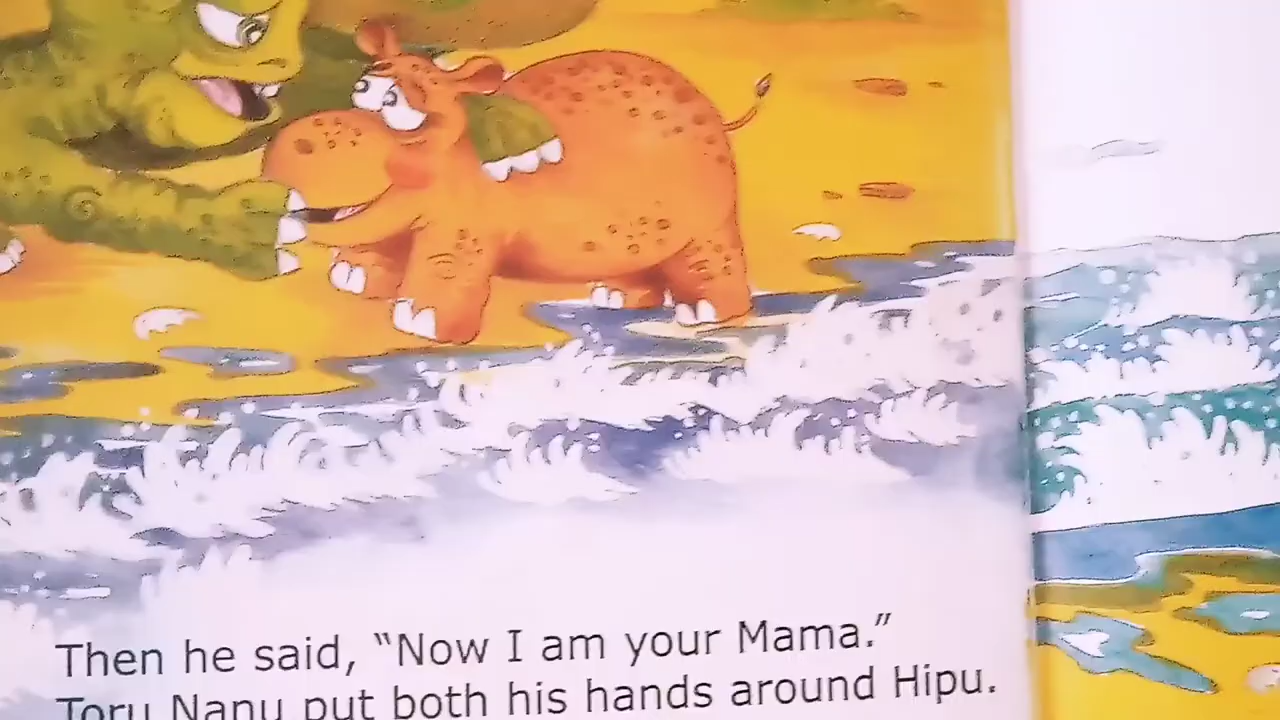 Then he said, “Now I am your Mama.”
Toru Nanu put both his hands around Hipu.